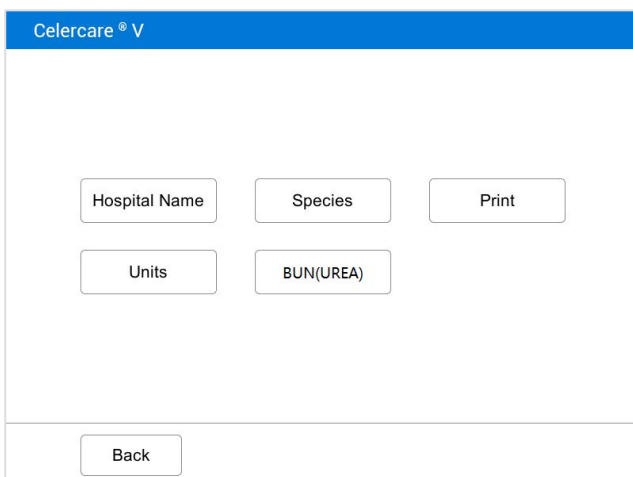 Celercare ® V
Hospital Name Species Print
Units BUN(UREA)
Back